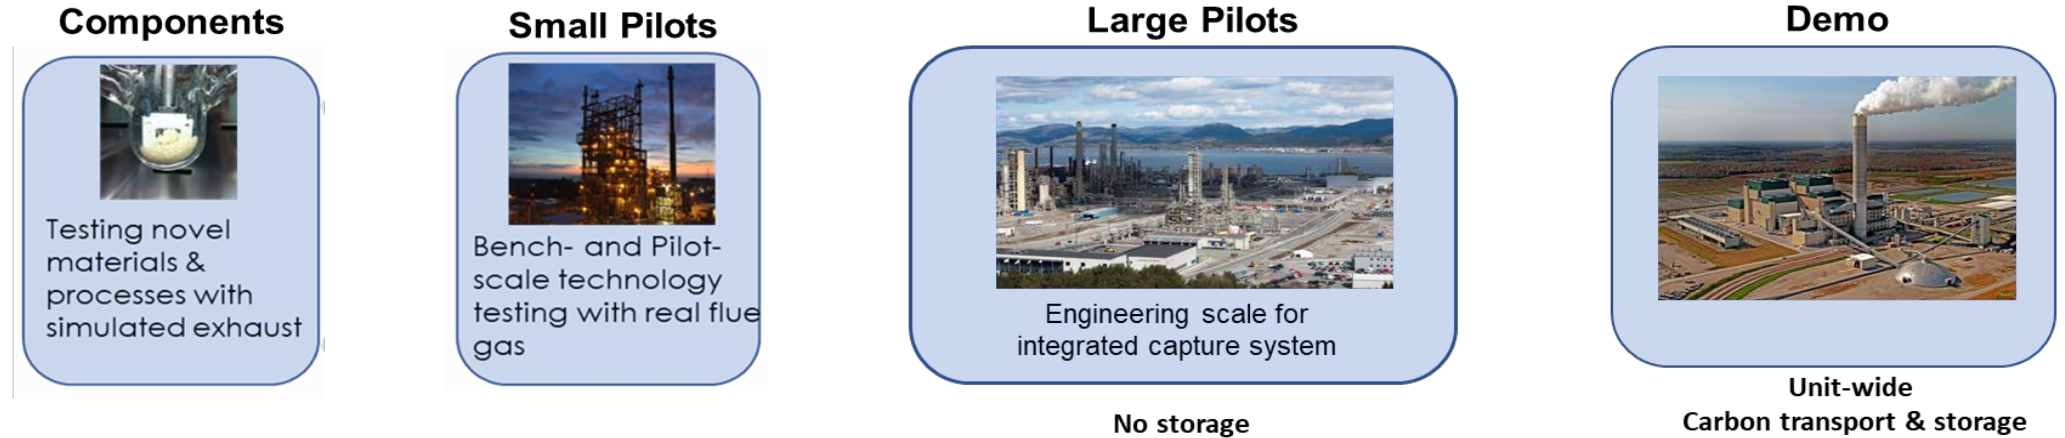 Components
Testing novel
materials &
processes with
simulated exhaust
Small Pilots
Bench- and Pilot-
scale technology
testing with real flue
gas
Large Pilots
Engineering scale for
integrated capture system
No storage
Demo
Unit-wide
Carbon transport & storage